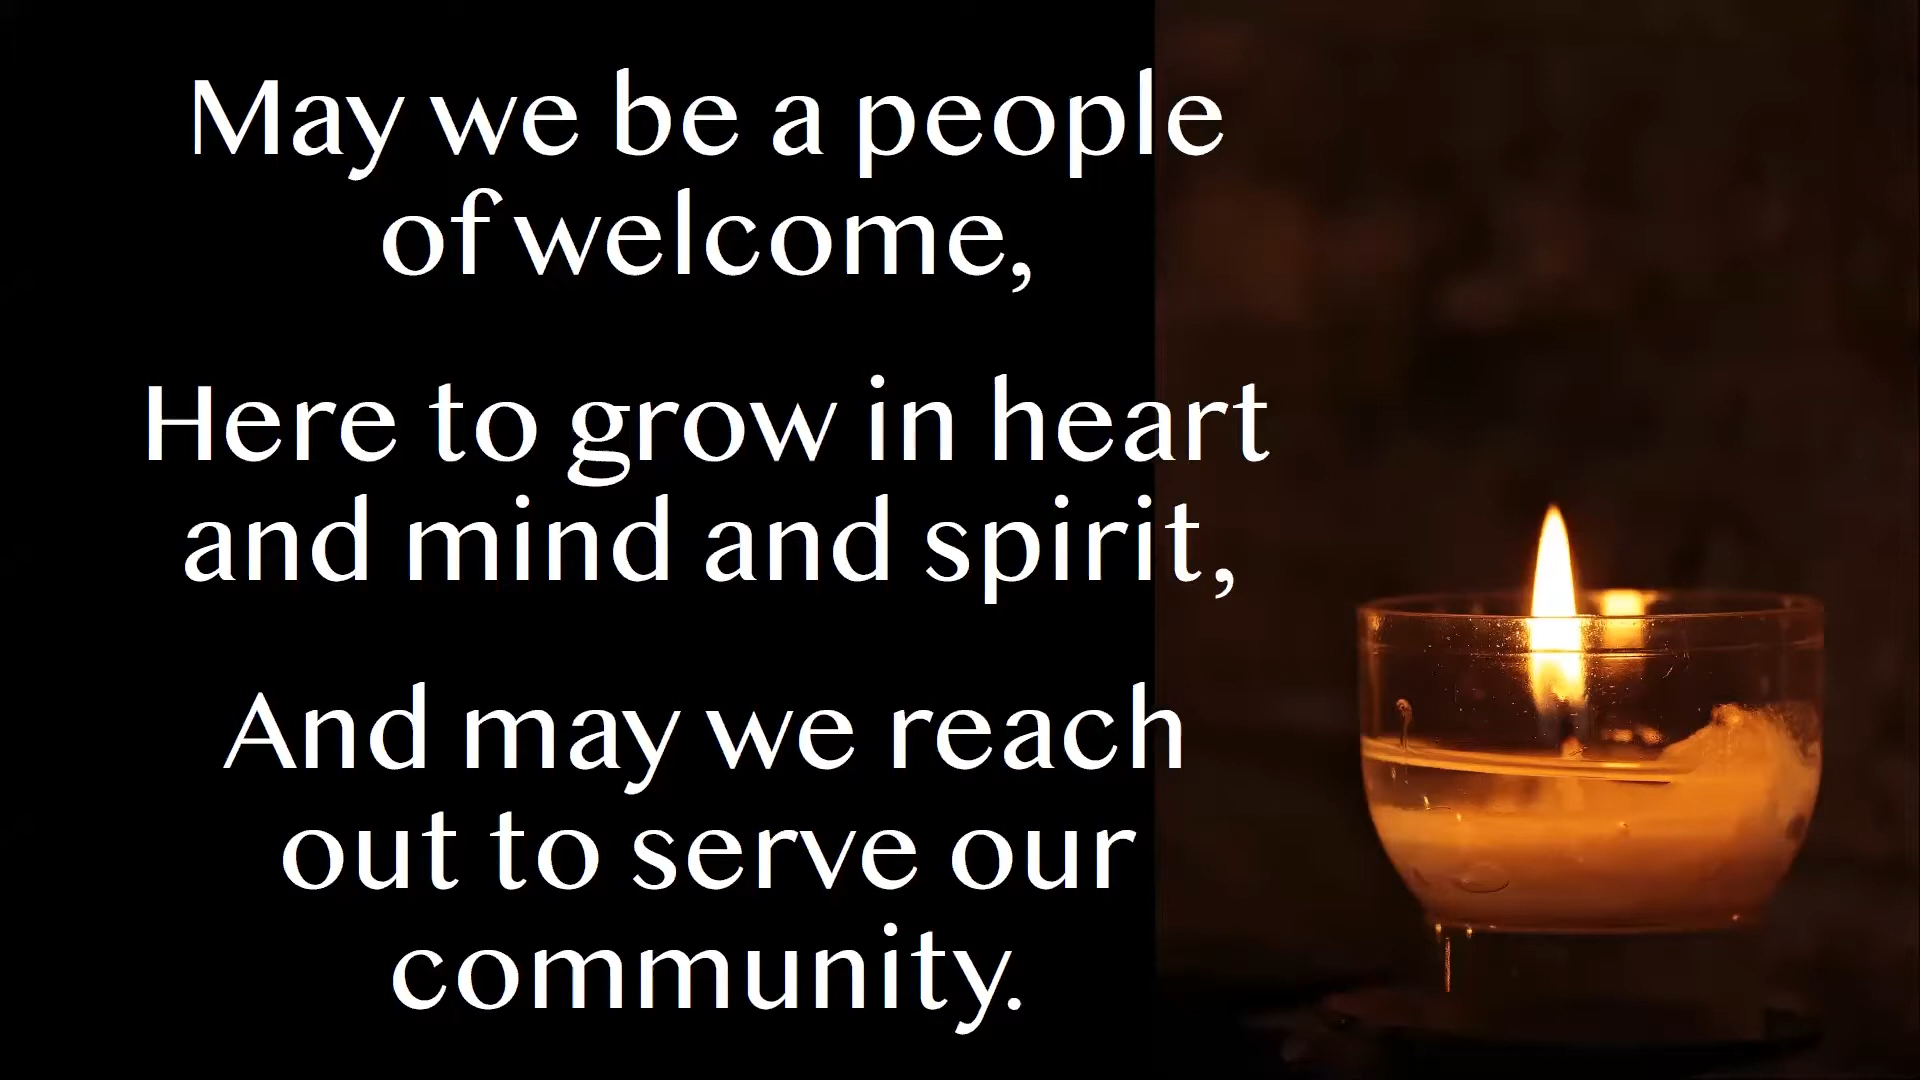 May we be a people
of welcome,
Here to grow in heart
and mind and spirit,
And may we reach
out to serve our
community.